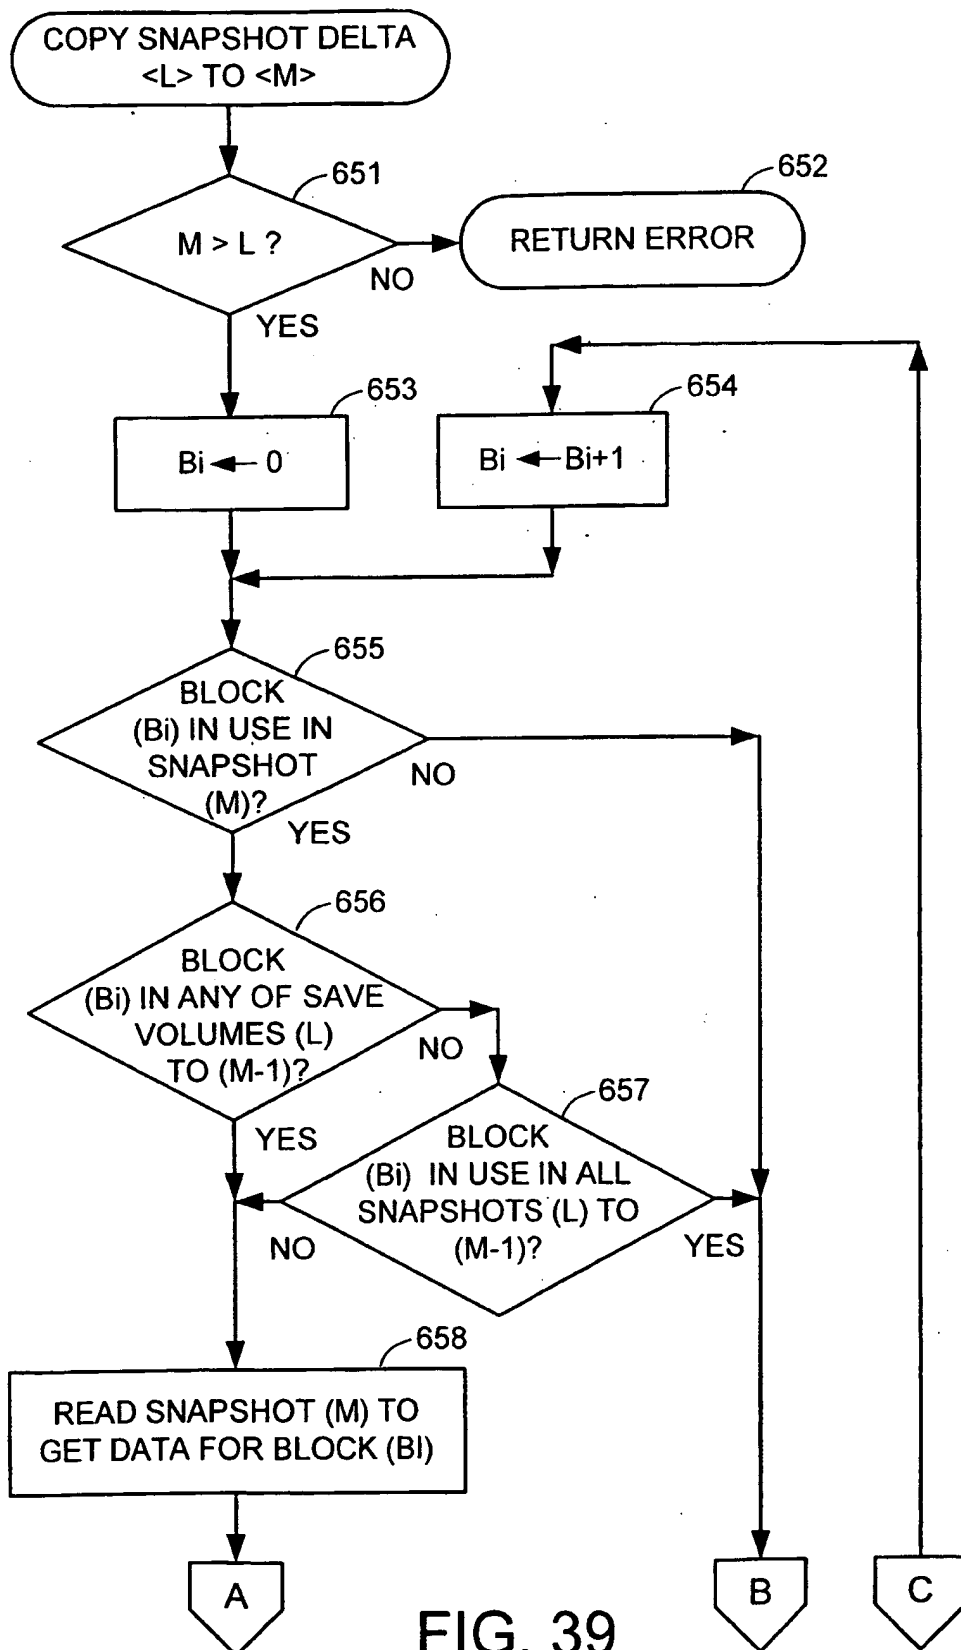 COPY SNAPSHOT DELTA
<L> TO <M>
651
M > L ?
NO
YES
652
RETURN ERROR
653
Bi ← 0
654
Bi ← Bi+1
655
BLOCK
(Bi) IN USE IN
SNAPSHOT
(M)?
NO
YES
656
BLOCK
(Bi) IN ANY OF SAVE
VOLUMES (L)
TO (M-1)?
NO
YES
657
BLOCK
(Bi) IN USE IN ALL
SNAPSHOTS (L) TO
(M-1)?
NO
YES
658
READ SNAPSHOT (M) TO
GET DATA FOR BLOCK (BI)
A
B
C
FIG. 39